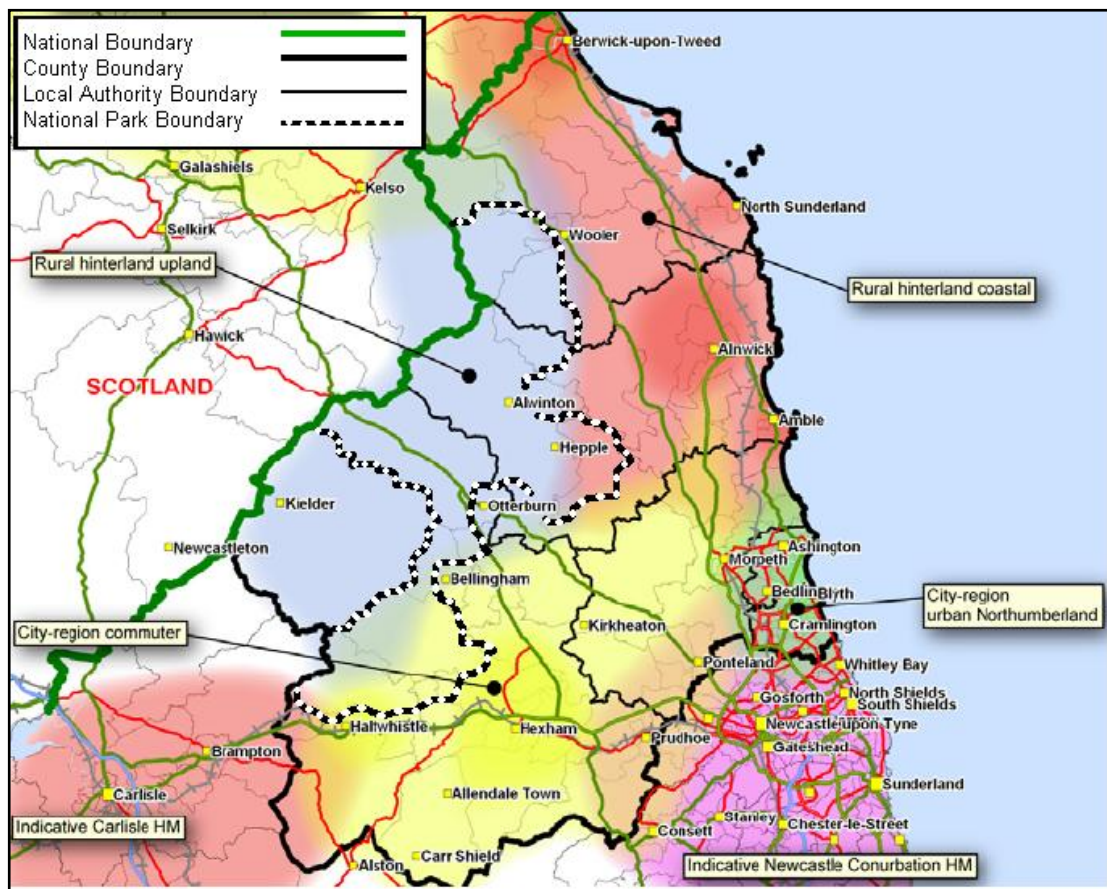 National Boundary
County Boundary
Local Authority Boundary
National Park Boundary
Berwick-upon-Tweed
Galashiels
Kelso
Selkirk
North Sunderland
Wooler
Rural hinterland upland
Rural hinterland coastal
Hawick
Alnwick
SCOTLAND
Alwinton
Amble
Hepple
Kielder
Otterburn
Newcastleton
Ashington
Morpeth
Bellingham
Bedlin
Blyth
City-region
urban Northumberland
City-region commuter
Kirkheaton
Cramlington
Ponteland
Whitley Bay
Gosforth
North Shields
South Shields
Haltwhistle
Hexham
Newcastle upon Tyne
Prudhoe
Gateshead
Brampton
Sunderland
Carlisle
Allendale Town
Stanley
Chester-le-Street
Indicative Carlisle HM
Consett
Carr Shield
Alston
Indicative Newcastle Conurbation HM